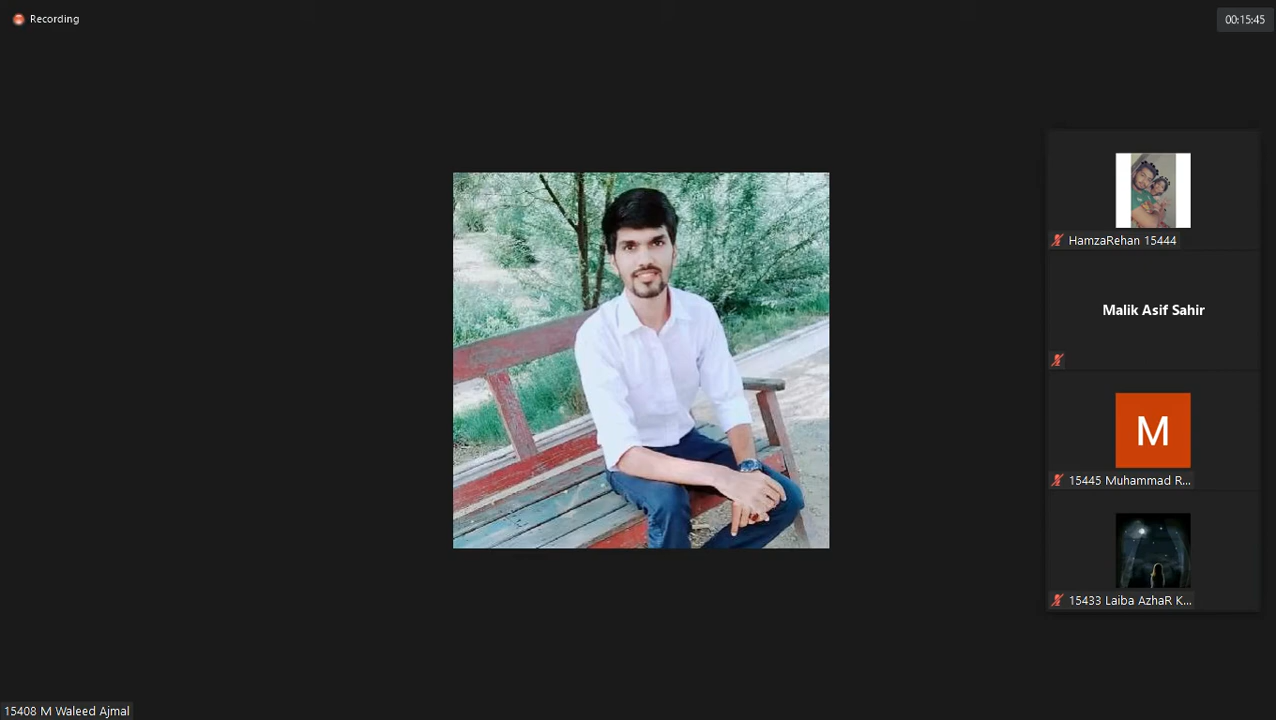 Recording
00:15:45
HamzaRehan 15444
Malik Asif Sahir
M
15445 Muhammad R...
15433 Laiba AzhaR K...
15408 M Waleed Ajmal